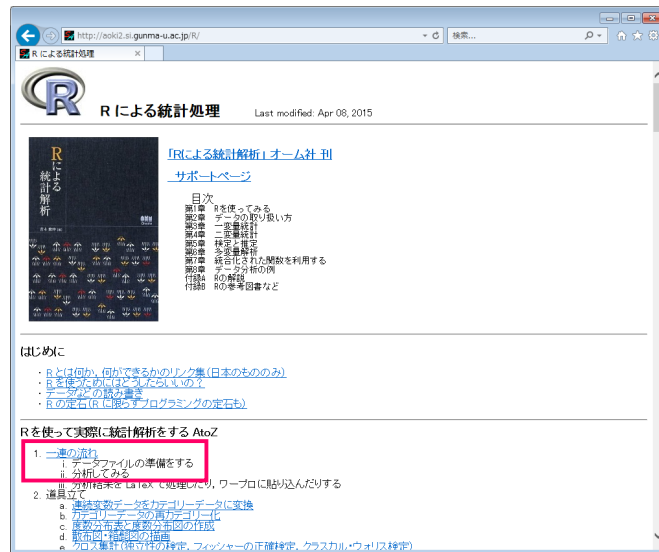 http://aoki2.si.gunma-u.ac.jp/R/
検索...
R による統計処理
R
R による統計処理
Last modified: Apr 08, 2015
Rによる統計解析
「Rによる統計解析」 オーム社 刊
サポートページ
目次
第1章 Rを使ってみる
第2章 データの取り扱い方
第3章 一変量統計
第4章 二変量統計
第5章 検定と推定
第6章 多変量解析
第7章 統合化された関数を利用する
第8章 データ分析の例
付録A Rの解説
付録B Rの参考図書など
はじめに
・ R とは何か，何ができるかのリンク集(日本のもののみ)
・ R を使うためにはどうしたらいいの？
・ データなどの読み書き
・ R の定石(R に限らずプログラミングの定石も)
R を使って実際に統計解析をする AtoZ
1. 一連の流れ
i. データファイルの準備をする
ii. 分析してみる
iii. 分析結果を LaTeX で処理したり，ワープロに貼り込んだりする
2. 道具立て
a. 連続変数データをカテゴリーデータに変換
b. カテゴリーデータの再カテゴリー化
c. 度数分布表と度数分布図の作成
d. 散布図・箱髭図の描画
e. クロス集計(独立性の検定，フィッシャーの正確検定，クラスカル・ウォリス検定)